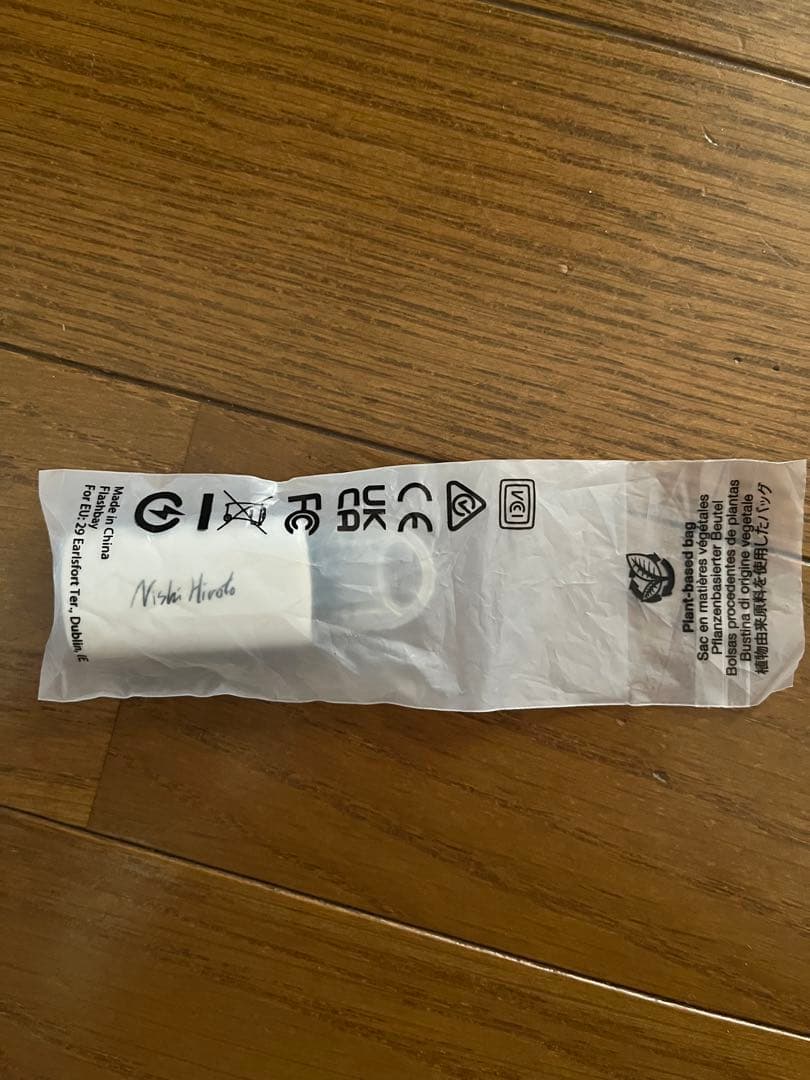 Made in China
Flashbay
For EU: 29 Earlsfort Ter., Dublin, IE
FC
UK
CA
CE
VCI
Nishi Hiroto
Plant-based bag
Sac en matières végétales
Pflanzenbasierter Beutel
Bolsas procedentes de plantas
Bustina di origine vegetale
植物由来原料を使用したバッグ